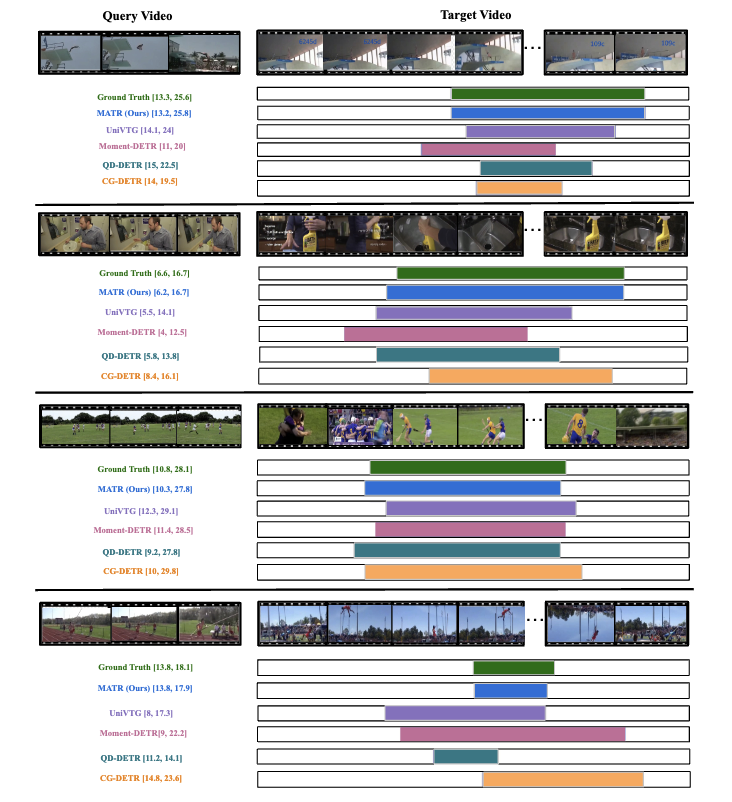 Query Video
Target Video
6245d
6245d
109c
109c
Ground Truth [13.3, 25.6]
MATR (Ours) [13.2, 25.8]
UniVTG [14.1, 24]
Moment-DETR [11, 20]
QD-DETR [15, 22.5]
CG-DETR [14, 19.5]
Ground Truth [6.6, 16.7]
MATR (Ours) [6.2, 16.7]
UniVTG [5.5, 14.1]
Moment-DETR [4, 12.5]
QD-DETR [5.8, 13.8]
CG-DETR [8.4, 16.1]
8
Ground Truth [10.8, 28.1]
MATR (Ours) [10.3, 27.8]
UniVTG [12.3, 29.1]
Moment-DETR [11.4, 28.5]
QD-DETR [9.2, 27.8]
CG-DETR [10, 29.8]
Ground Truth [13.8, 18.1]
MATR (Ours) [13.8, 17.9]
UniVTG [8, 17.3]
Moment-DETR[9, 22.2]
QD-DETR [11.2, 14.1]
CG-DETR [14.8, 23.6]